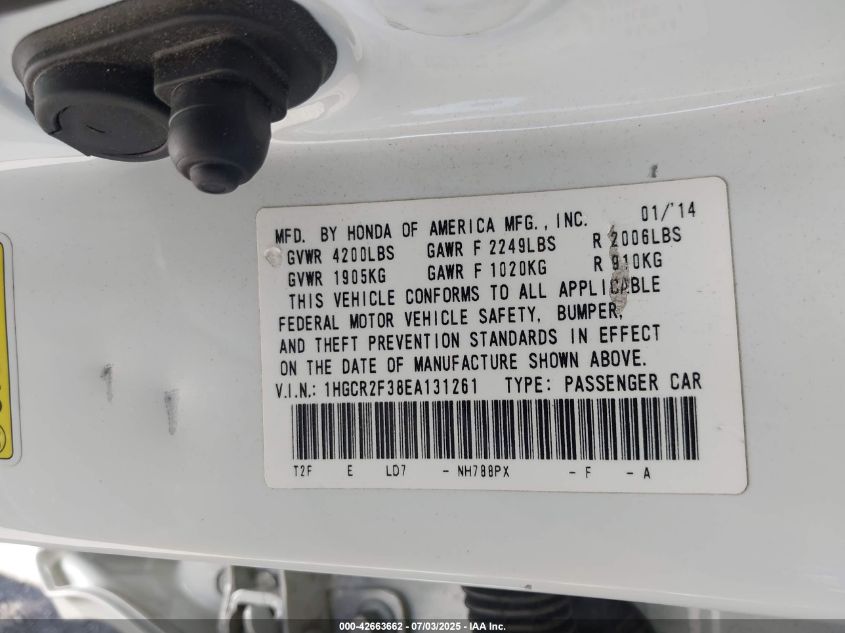 MFD. BY HONDA OF AMERICA MFG., INC. 01/'14
GVWR 4200LBS GAWR F 2249LBS R 2006LBS
GVWR 1905KG GAWR F 1020KG R 910KG
THIS VEHICLE CONFORMS TO ALL APPLICABLE
FEDERAL MOTOR VEHICLE SAFETY, BUMPER,
AND THEFT PREVENTION STANDARDS IN EFFECT
ON THE DATE OF MANUFACTURE SHOWN ABOVE.
V.I.N.: 1HGCR2F38EA131261 TYPE: PASSENGER CAR
T2F E LD7 - NH788PX - F - A
000-42663662 - 07/03/2025 - IAA Inc.